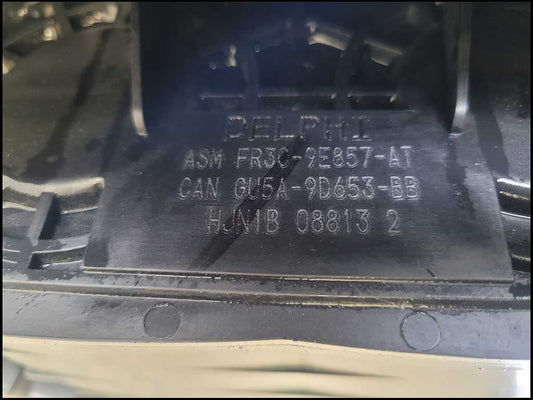 DELPHI
ASM FR3C-9E857-AT
CAN GU5A-9D653-BB
HJN1B 08813 2